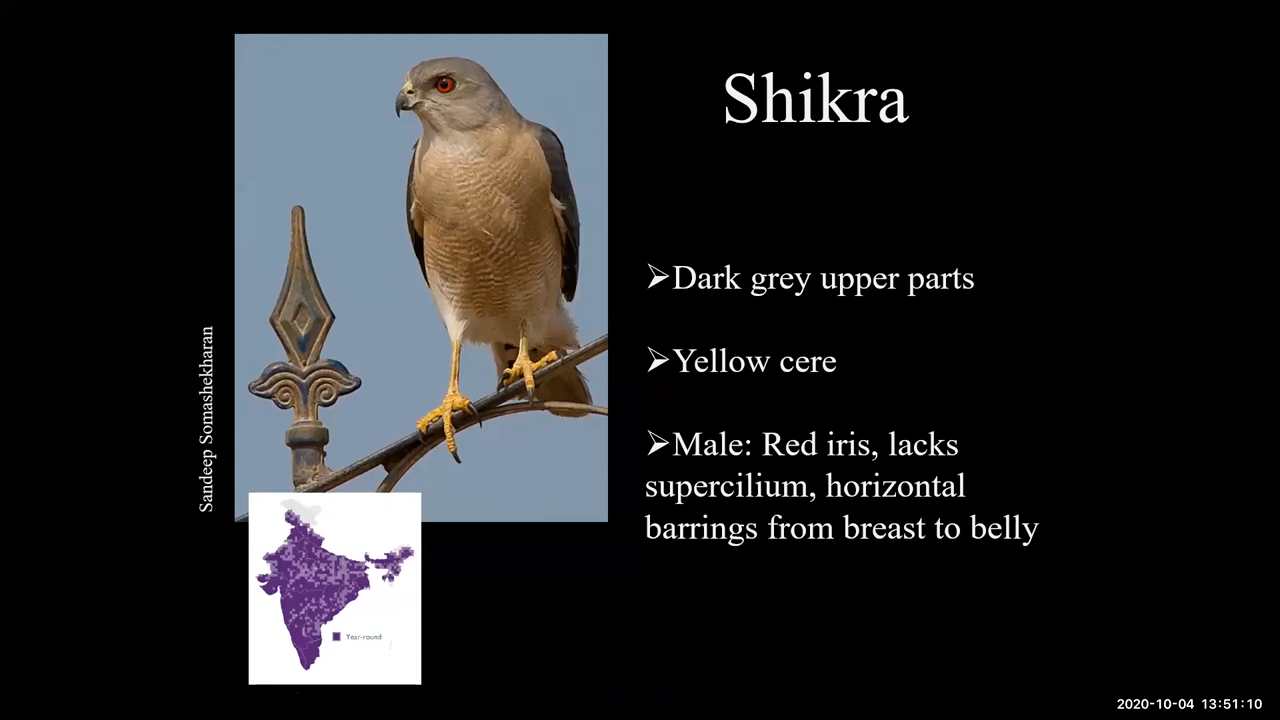 Shikra
➢Dark grey upper parts
➢Yellow cere
➢Male: Red iris, lacks
supercilium, horizontal
barrings from breast to belly
Sandeep Somashekharan
Year-round
2020-10-04 13:51:10